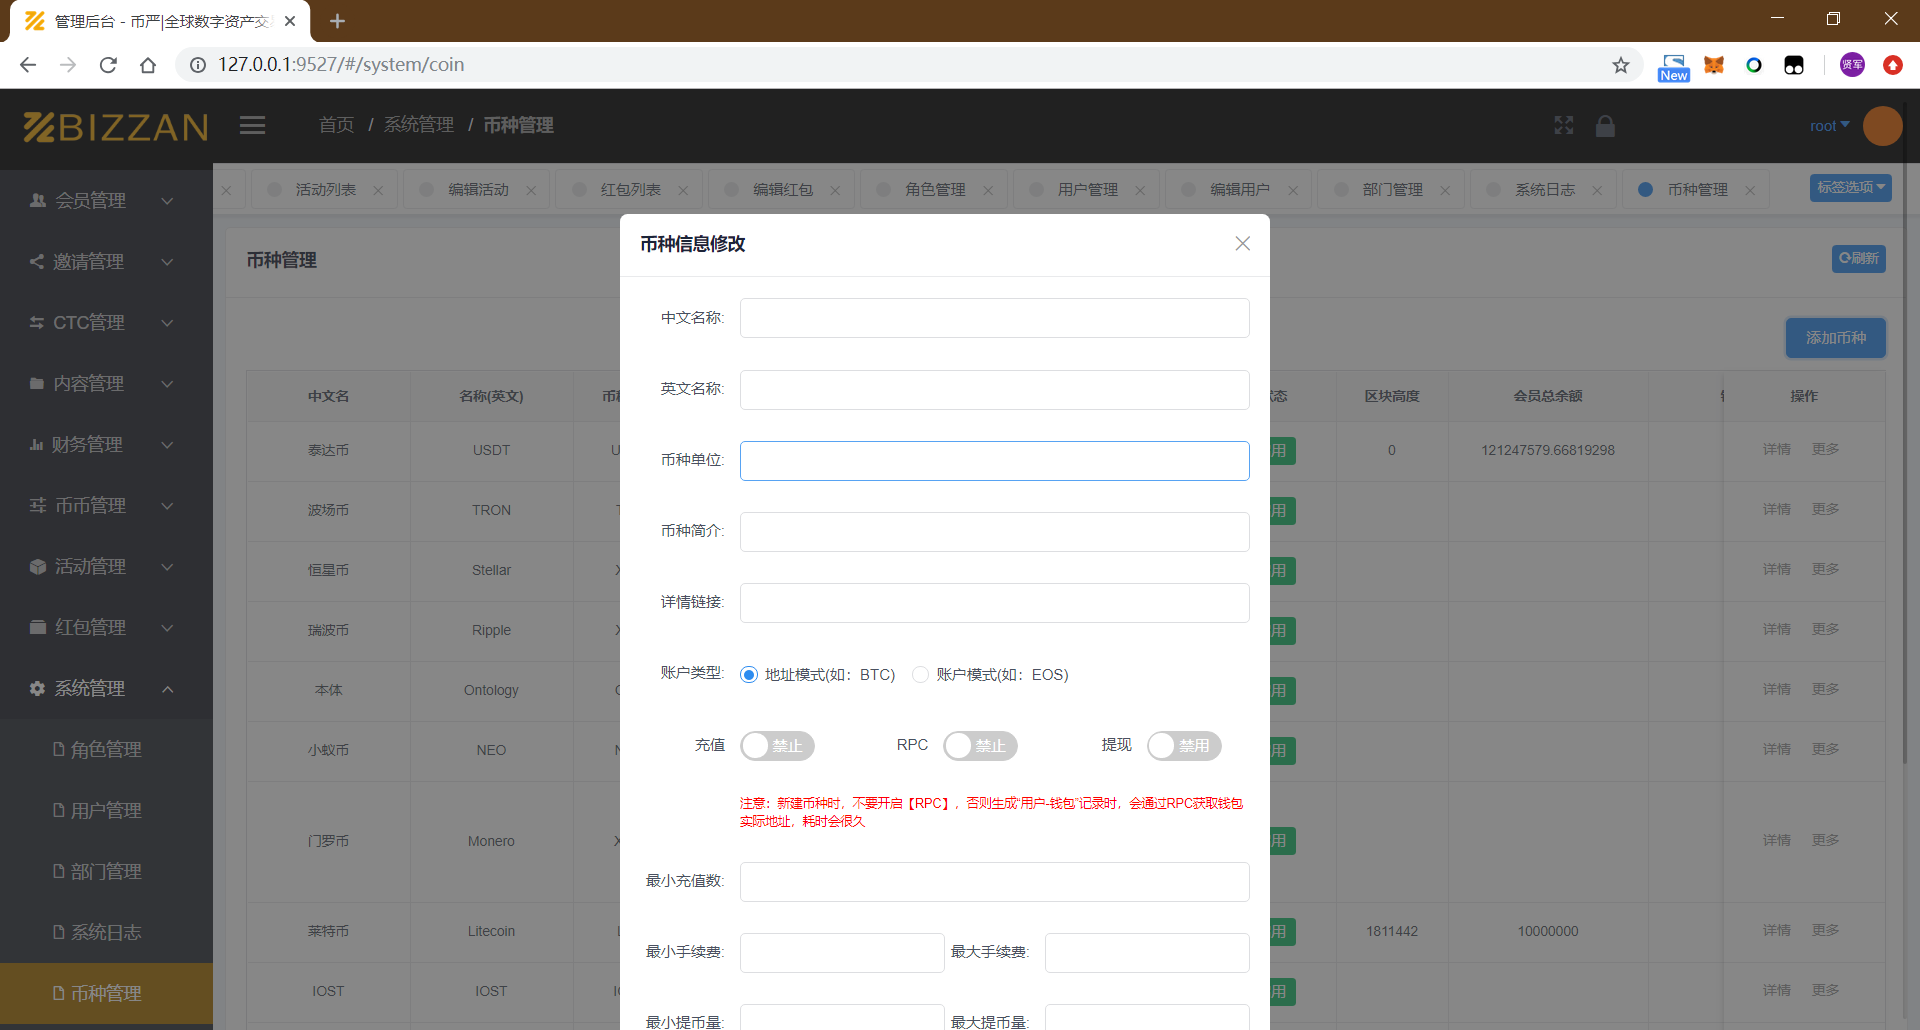 管理后台 - 币严|全球数字资产交
127.0.0.1:9527/#/system/coin
New
贤军
BIZZAN
首页 / 系统管理 / 币种管理
root
会员管理
邀请管理
CTC管理
内容管理
财务管理
币币管理
活动管理
红包管理
系统管理
角色管理
用户管理
部门管理
系统日志
币种管理
活动列表 编辑活动 红包列表 编辑红包 角色管理 用户管理 编辑用户 部门管理 系统日志 币种管理 标签选项
币种管理
刷新
添加币种
中文名 名称(英文) 区块高度 会员总余额 操作
泰达币 USDT 用 0 121247579.66819298 详情 更多
波场币 TRON 用 详情 更多
恒星币 Stellar 用 详情 更多
瑞波币 Ripple 用 详情 更多
本体 Ontology 用 详情 更多
小蚁币 NEO 用 详情 更多
门罗币 Monero 用 详情 更多
莱特币 Litecoin 用 1811442 10000000 详情 更多
IOST IOST 用 详情 更多
币种信息修改
中文名称:
英文名称:
币种单位:
币种简介:
详情链接:
账户类型: 地址模式(如：BTC) 账户模式(如：EOS)
充值 禁止 RPC 禁止 提现 禁用
注意：新建币种时，不要开启【RPC】，否则生成“用户-钱包”记录时，会通过RPC获取钱包
实际地址，耗时会很久
最小充值数:
最小手续费: 最大手续费:
最小提币量: 最大提币量: